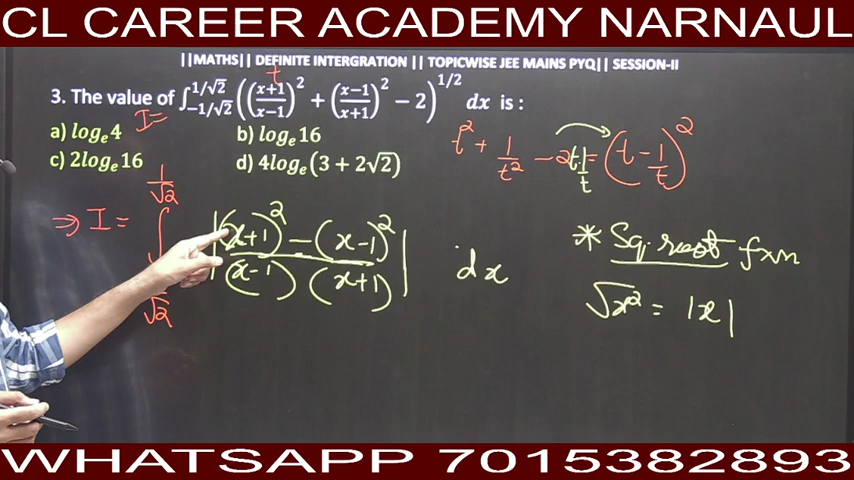 CL CAREER ACADEMY NARNAUL
||MATHS|| DEFINITE INTERGRATION || TOPICWISE JEE MAINS PYQ|| SESSION-II
t
3. The value of ∫_{-1/√2}^{1/√2} ((x+1/x−1)^2 + (x−1/x+1)^2 − 2)^{1/2} dx is :
I=
a) log_e 4 b) log_e 16
c) 2log_e 16 d) 4log_e(3 + 2√2)
t^2 + 1/t^2 − 2t·1/t = (t − 1/t)^2
⇒ I = ∫_{√2}^{1/√2} |(x+1)^2 − (x−1)^2 / (x−1)(x+1)| dx
* Sq. root fxn
√x^2 = |x|
WHATSAPP 7015382893